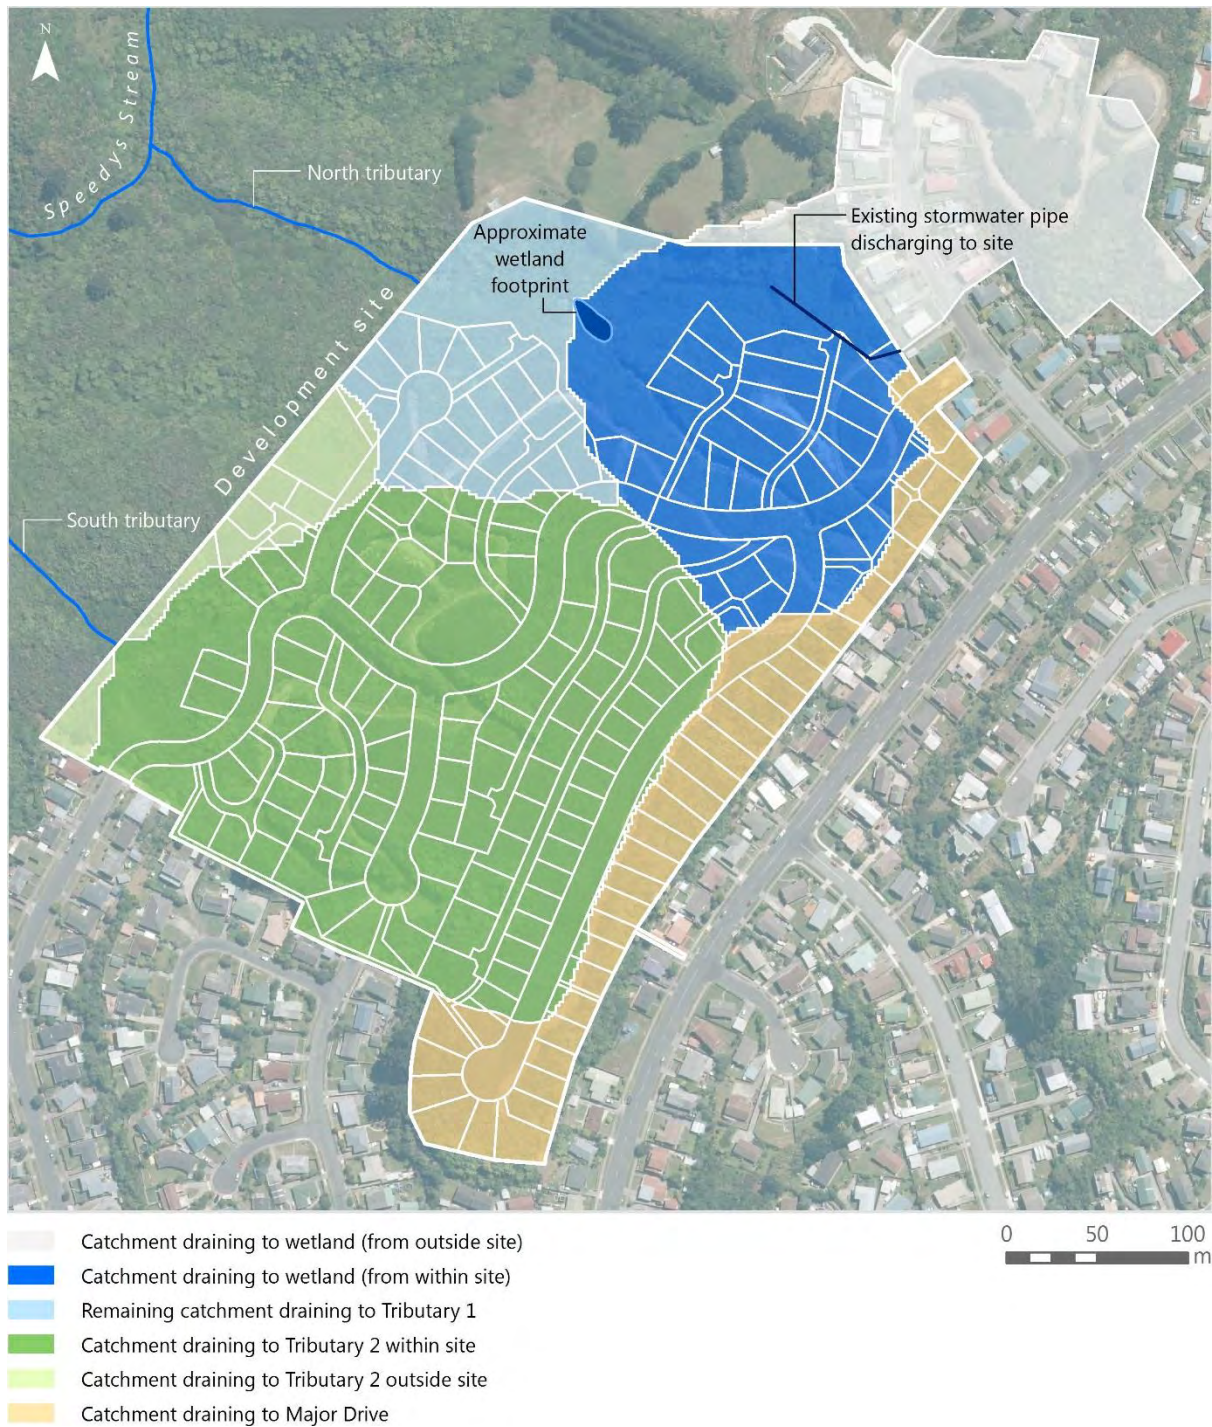 N
Speedys Stream
North tributary
Approximate
wetland
footprint
Existing stormwater pipe
discharging to site
Development site
South tributary
0 50 100
m
Catchment draining to wetland (from outside site)
Catchment draining to wetland (from within site)
Remaining catchment draining to Tributary 1
Catchment draining to Tributary 2 within site
Catchment draining to Tributary 2 outside site
Catchment draining to Major Drive